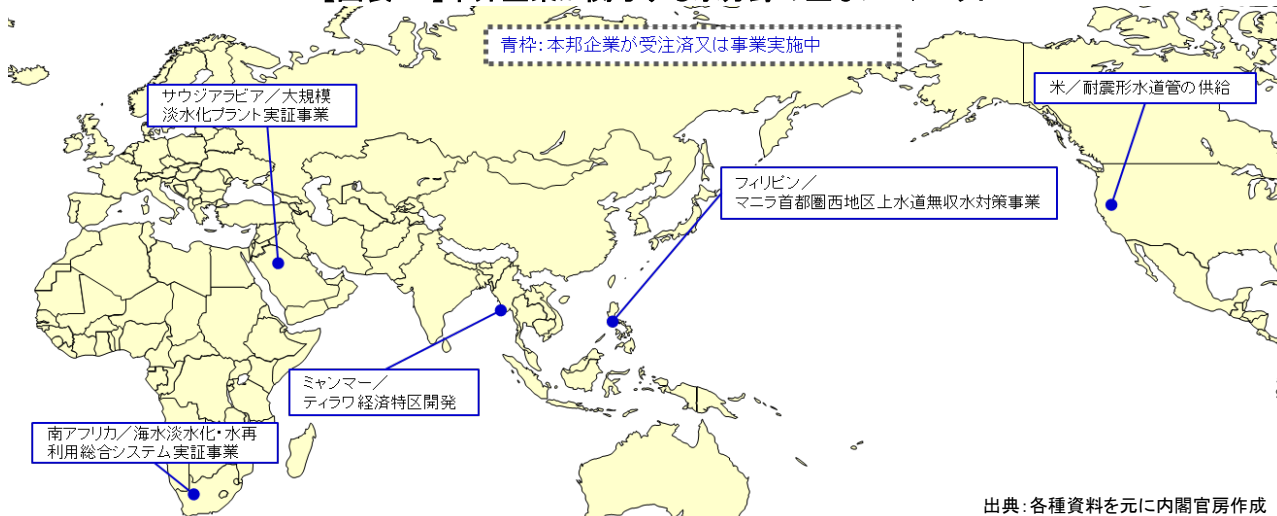 青枠:本邦企業が受注済又は事業実施中
サウジアラビア/大規模
淡水化プラント実証事業
米/耐震形水道管の供給
フィリピン/
マニラ首都圏西地区上水道無収水対策事業
ミャンマー/
ティラワ経済特区開発
南アフリカ/海水淡水化・水再
利用総合システム実証事業
出典:各種資料を元に内閣官房作成